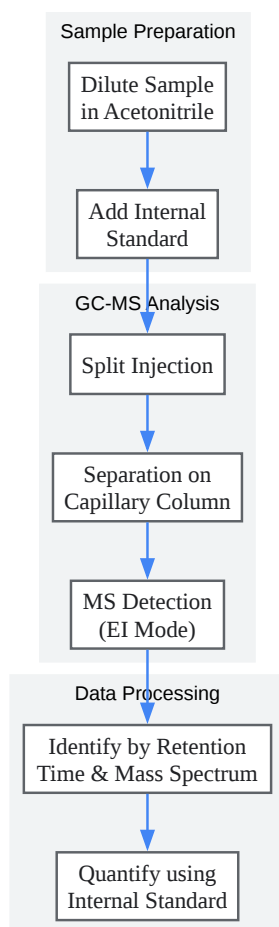 Sample Preparation
Dilute Sample
in Acetonitrile
Add Internal
Standard
GC-MS Analysis
Split Injection
Separation on
Capillary Column
MS Detection
(EI Mode)
Data Processing
Identify by Retention
Time & Mass Spectrum
Quantify using
Internal Standard